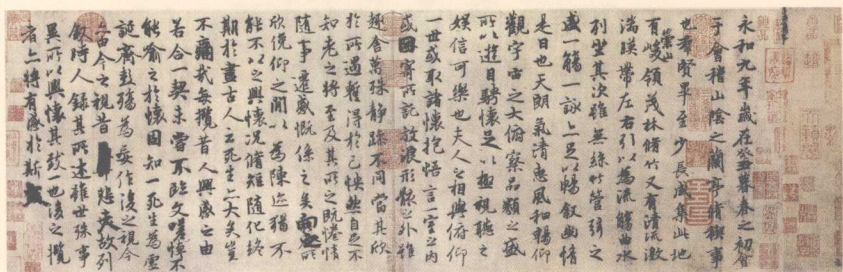 永和九年歲在癸丑暮春之初會
于會稽山陰之蘭亭脩稧事
也羣賢畢至少長咸集此地
有崇山峻領茂林脩竹又有清流激
湍暎帶左右引以為流觴曲水
列坐其次雖無絲竹管弦之
盛一觴一詠亦足以暢敘幽情
是日也天朗氣清惠風和暢仰
觀宇宙之大俯察品類之盛
所以遊目騁懷足以極視聽之
娛信可樂也夫人之相與俯仰
一世或取諸懷抱悟言一室之內
或因寄所託放浪形骸之外雖
趣舍萬殊靜躁不同當其欣
於所遇蹔得於己怏然自足不
知老之將至及其所之既惓情
隨事遷感慨係之矣向之所
欣俛仰之閒以為陳迹猶不
能不以之興懷況脩短隨化終
期於盡古人云死生亦大矣豈
不痛哉每攬昔人興感之由
若合一契未嘗不臨文嗟悼不
能喻之於懷固知一死生為虛
誕齊彭殤為妄作後之視今
亦由今之視昔悲夫故列
敘時人錄其所述雖世殊事
異所以興懷其致一也後之攬
者亦將有感於斯文